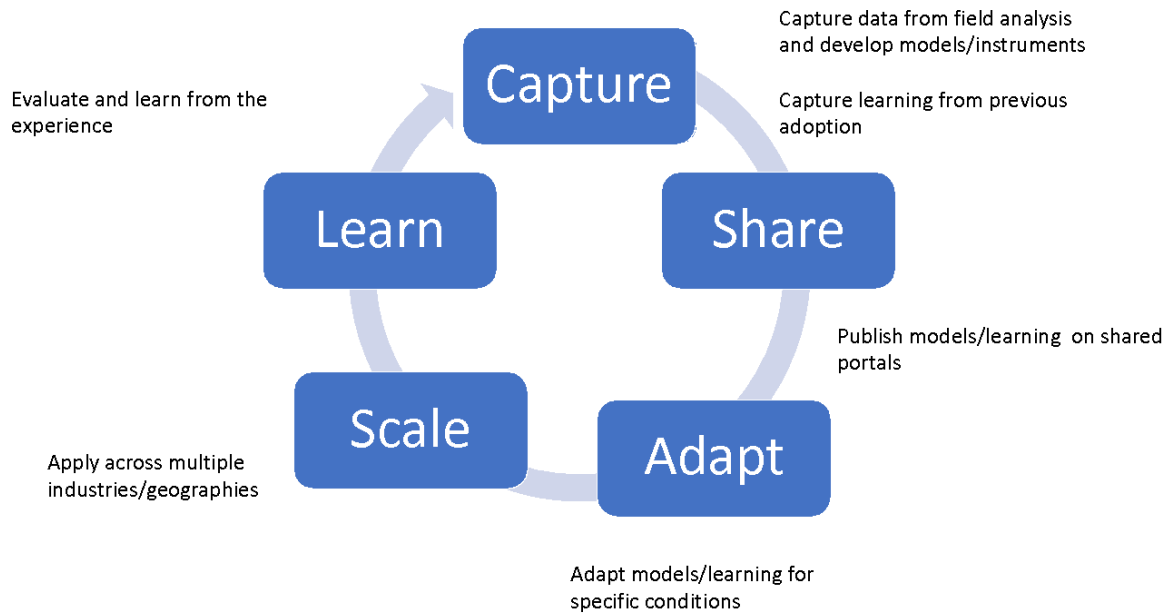 Capture
Capture data from field analysis
and develop models/instruments
Capture learning from previous
adoption
Share
Publish models/learning on shared
portals
Adapt
Adapt models/learning for
specific conditions
Scale
Apply across multiple
industries/geographies
Learn
Evaluate and learn from the
experience